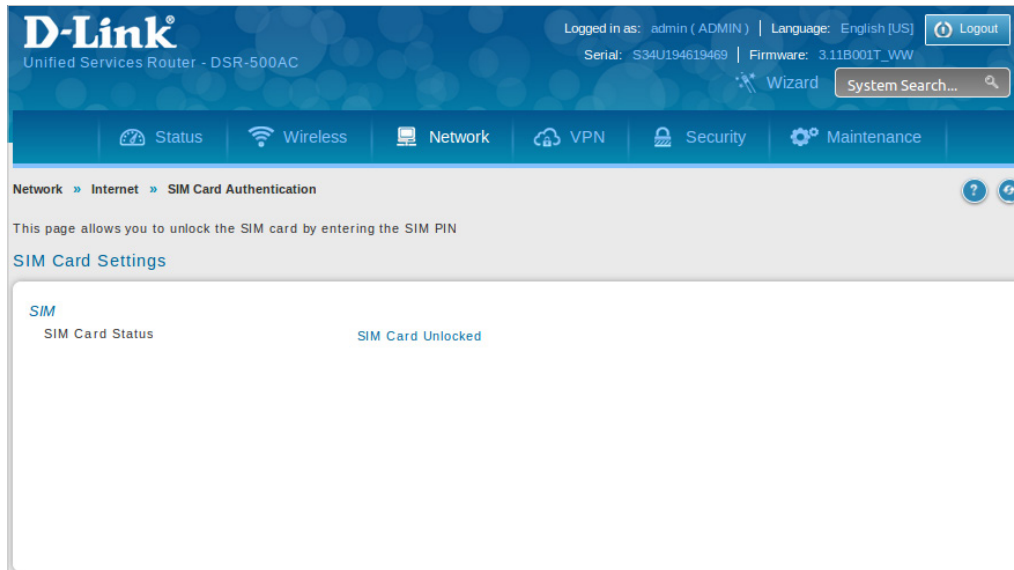 D-Link®
Unified Services Router - DSR-500AC
Logged in as: admin ( ADMIN ) | Language: English [US]
Logout
Serial: S34U194619469 | Firmware: 3.11B001T_WW
Wizard
System Search...
Status
Wireless
Network
VPN
Security
Maintenance
Network » Internet » SIM Card Authentication
?
This page allows you to unlock the SIM card by entering the SIM PIN
SIM Card Settings
SIM
SIM Card Status SIM Card Unlocked